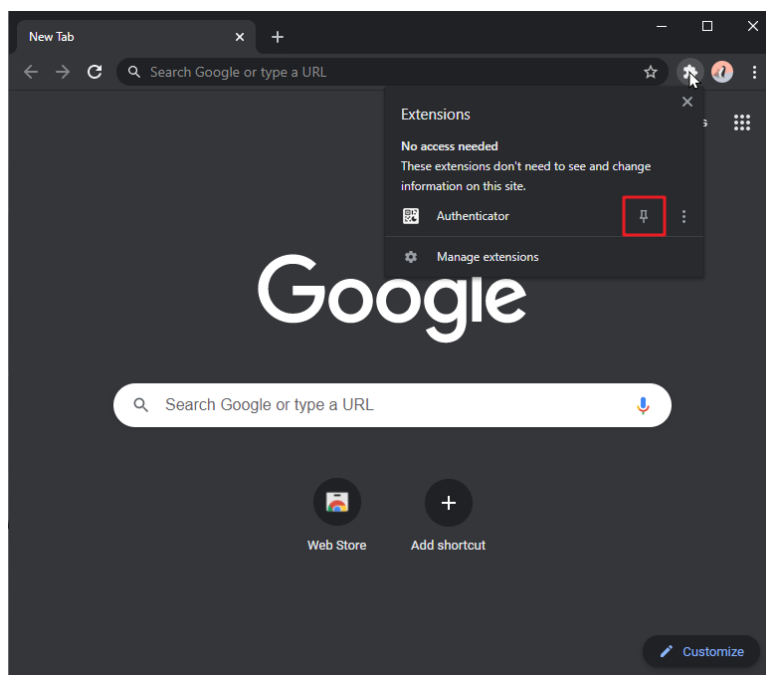 New Tab
Search Google or type a URL
Extensions
No access needed
These extensions don't need to see and change
information on this site.
Authenticator
Manage extensions
Google
Search Google or type a URL
Web Store
Add shortcut
Customize